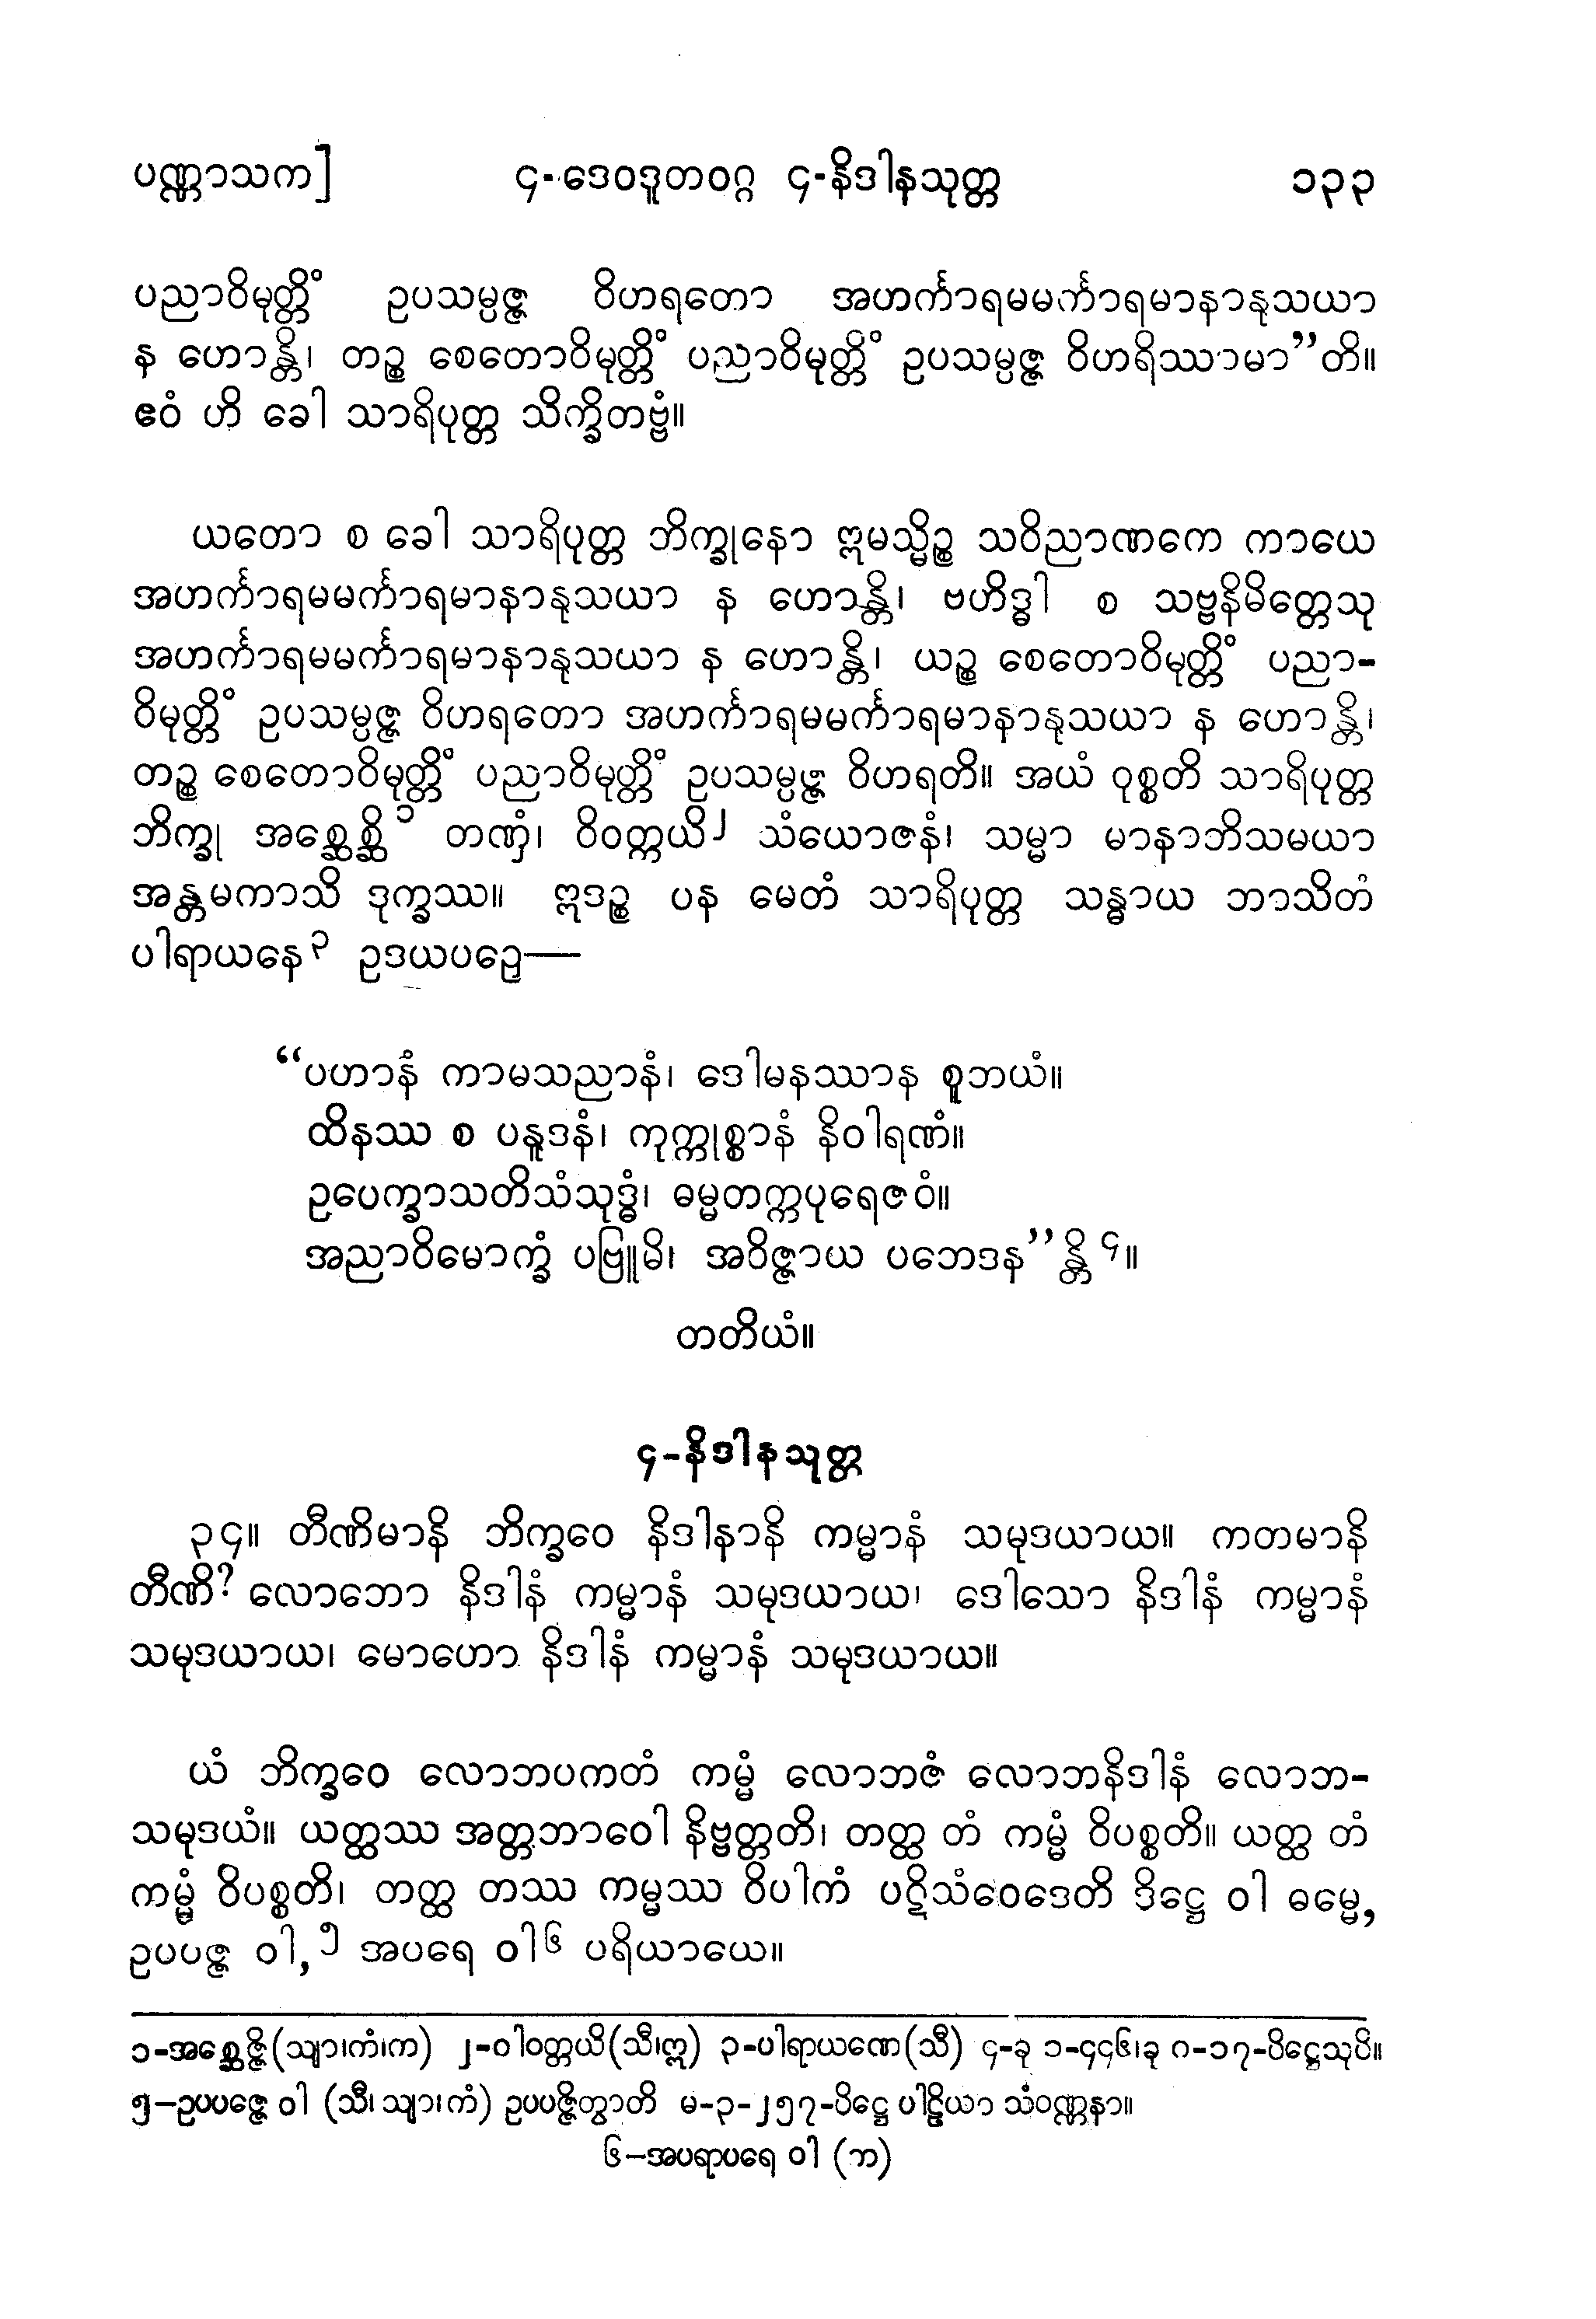 ပဏ္ဏာသက] ၄-ဒေဝဒူတဝဂ္ဂ ၄-နိဒါနသုတ္တ ၁၃၃
ပညာဝိမုတ္တိံ ဥပသမ္ပဇ္ဇ ဝိဟရတော အဟင်္ကာရမမင်္ကာရမာနာနုသယာ
န ဟောန္တိ၊ တဉ္စ စေတောဝိမုတ္တိံ ပညာဝိမုတ္တိံ ဥပသမ္ပဇ္ဇ ဝိဟရိဿာမာ”တိ။
ဧဝံ ဟိ ခေါ သာရိပုတ္တ သိက္ခိတဗ္ဗံ။
ယတော စ ခေါ သာရိပုတ္တ ဘိက္ခုနော ဣမသ္မိဉ္စ သဝိညာဏကေ ကာယေ
အဟင်္ကာရမမင်္ကာရမာနာနုသယာ န ဟောန္တိ၊ ဗဟိဒ္ဓါ စ သဗ္ဗနိမိတ္တေသု
အဟင်္ကာရမမင်္ကာရမာနာနုသယာ န ဟောန္တိ၊ ယဉ္စ စေတောဝိမုတ္တိံ ပညာ-
ဝိမုတ္တိံ ဥပသမ္ပဇ္ဇ ဝိဟရတော အဟင်္ကာရမမင်္ကာရမာနာနုသယာ န ဟောန္တိ၊
တဉ္စ စေတောဝိမုတ္တိံ ပညာဝိမုတ္တိံ ဥပသမ္ပဇ္ဇ ဝိဟရတိ။ အယံ ဝုစ္စတိ သာရိပုတ္တ
ဘိက္ခု အစ္ဆေစ္ဆိ၁ တဏှံ၊ ဝိဝတ္တယိ၂ သံယောဇနံ၊ သမ္မာ မာနာဘိသမယာ
အန္တမကာသိ ဒုက္ခဿ။ ဣဒဉ္စ ပန မေတံ သာရိပုတ္တ သန္ဓာယ ဘာသိတံ
ပါရာယနေ၃ ဥဒယပဉှေ—
“ပဟာနံ ကာမသညာနံ၊ ဒေါမနဿာန စူဘယံ။
ထိနဿ စ ပနူဒနံ၊ ကုက္ကုစ္စာနံ နိဝါရဏံ။
ဥပေက္ခာသတိသံသုဒ္ဓံ၊ ဓမ္မတက္ကပုရေဇဝံ။
အညာဝိမောက္ခံ ပဗြူမိ၊ အဝိဇ္ဇာယ ပဘေဒန”န္တိ၄။
တတိယံ။
၄-နိဒါနသုတ္တ
၃၄။ တီဏိမာနိ ဘိက္ခဝေ နိဒါနာနိ ကမ္မာနံ သမုဒယာယ။ ကတမာနိ
တီဏိ? လောဘော နိဒါနံ ကမ္မာနံ သမုဒယာယ၊ ဒေါသော နိဒါနံ ကမ္မာနံ
သမုဒယာယ၊ မောဟော နိဒါနံ ကမ္မာနံ သမုဒယာယ။
ယံ ဘိက္ခဝေ လောဘပကတံ ကမ္မံ လောဘဇံ လောဘနိဒါနံ လောဘ-
သမုဒယံ။ ယတ္ထဿ အတ္တဘာဝေါ နိဗ္ဗတ္တတိ၊ တတ္ထ တံ ကမ္မံ ဝိပစ္စတိ။ ယတ္ထ တံ
ကမ္မံ ဝိပစ္စတိ၊ တတ္ထ တဿ ကမ္မဿ ဝိပါကံ ပဋိသံဝေဒေတိ ဒိဋ္ဌေ ဝါ ဓမ္မေ,
ဥပပဇ္ဇ ဝါ,၅ အပရေ ဝါ၆ ပရိယာယေ။
၁-အစ္ဆေဇ္ဇိ(သျာ၊ကံ၊က) ၂-ဝါဝတ္တယိ(သီ၊ဣ) ၃-ပါရာယဏေ(သီ) ၄-ခု ၁-၄၄၆၊ခု ဂ-၁၇-ပိဋ္ဌေသုပိ။
၅–ဥပပဇ္ဇေ ဝါ (သီ၊ သျာ၊ကံ) ဥပပဇ္ဇိတွာတိ မ-၃-၂၅၇-ပိဋ္ဌေ ပါဠိယာ သံဝဏ္ဏနာ။
၆–အပရာပရေ ဝါ (ဘ)